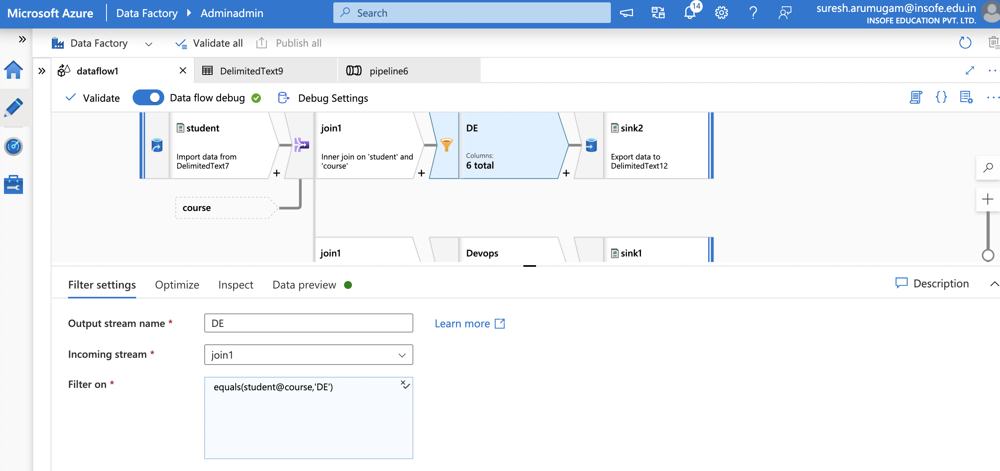 Microsoft Azure Data Factory Adminadmin Search 14 suresh.arumugam@insofe.edu.in
INSOFE EDUCATION PVT. LTD.
Data Factory Validate all Publish all
dataflow1 DelimitedText9 pipeline6
Validate Data flow debug Debug Settings
student join1 DE sink2
Import data from
DelimitedText7
Inner join on 'student' and
'course'
Columns:
6 total
Export data to
DelimitedText12
course
join1 Devops sink1
Filter settings Optimize Inspect Data preview Description
Output stream name * DE Learn more
Incoming stream * join1
Filter on * equals(student@course,'DE')